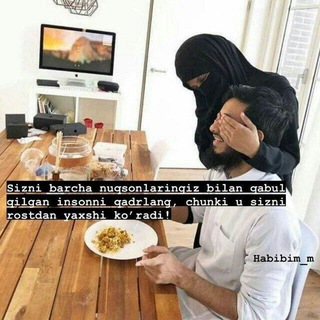 Sizni barcha nuqsonlaringiz bilan qabul
qilgan insonni qadrlang, chunki u sizni
rostdan yaxshi ko'radi!
Habibim_m